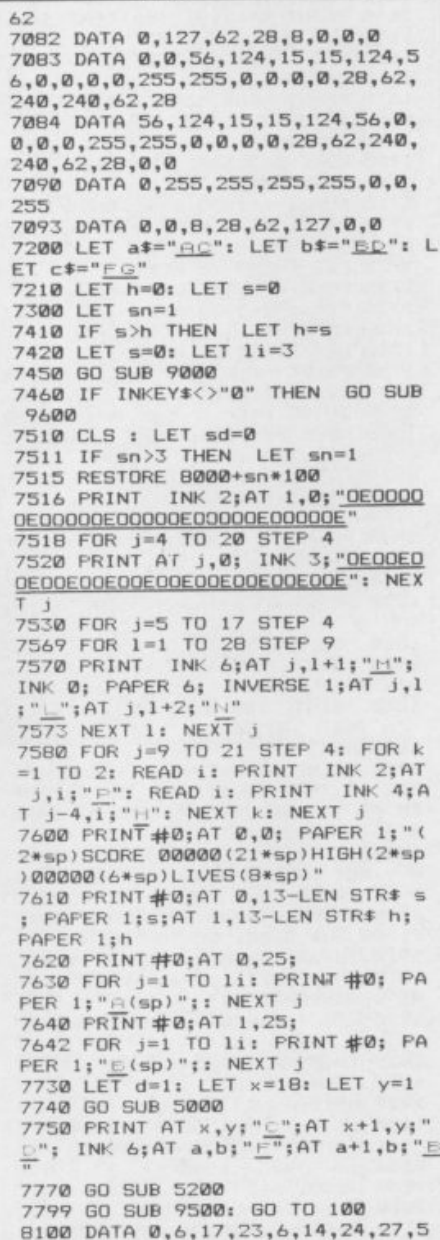 62
7082 DATA 0,127,62,28,8,0,0,0
7083 DATA 0,0,56,124,15,15,124,5
6,0,0,0,0,255,255,0,0,0,0,28,62,
240,240,62,28
7084 DATA 56,124,15,15,124,56,0,
0,0,0,255,255,0,0,0,0,28,62,240,
240,62,28,0,0
7090 DATA 0,255,255,255,255,0,0,
255
7093 DATA 0,0,8,28,62,127,0,0
7200 LET a$="AC": LET b$="BD": L
ET c$="FG"
7210 LET h=0: LET s=0
7300 LET sn=1
7410 IF s>h THEN  LET h=s
7420 LET s=0: LET li=3
7450 GO SUB 9000
7460 IF INKEY$<>"0" THEN  GO SUB
 9600
7510 CLS : LET sd=0
7511 IF sn>3 THEN  LET sn=1
7515 RESTORE 8000+sn*100
7516 PRINT  INK 2;AT 1,0;"OEOOOO
OEOOOOOEOOOOOEOOOOOEOOOOOE"
7518 FOR j=4 TO 20 STEP 4
7520 PRINT AT j,0; INK 3;"OEOOEO
OEOOEOOEOOEOOEOOEOOEOOEOOE": NEX
T j
7530 FOR j=5 TO 17 STEP 4
7569 FOR l=1 TO 28 STEP 9
7570 PRINT  INK 6;AT j,l+1;"M";
INK 0; PAPER 6; INVERSE 1;AT j,l
;"L";AT j,l+2;"N"
7573 NEXT l: NEXT j
7580 FOR j=9 TO 21 STEP 4: FOR k
=1 TO 2: READ i: PRINT  INK 2;AT
 j,i;"P": READ i: PRINT  INK 4;A
T j-4,i;"H": NEXT k: NEXT j
7600 PRINT #0;AT 0,0; PAPER 1;"(
2*sp)SCORE 00000(21*sp)HIGH(2*sp
)00000(6*sp)LIVES(8*sp)"
7610 PRINT #0;AT 0,13-LEN STR$ s
; PAPER 1;s;AT 1,13-LEN STR$ h;
PAPER 1;h
7620 PRINT #0;AT 0,25;
7630 FOR j=1 TO li: PRINT #0; PA
PER 1;"A(sp)";: NEXT j
7640 PRINT #0;AT 1,25;
7642 FOR j=1 TO li: PRINT #0; PA
PER 1;"B(sp)";: NEXT j
7730 LET d=1: LET x=18: LET y=1
7740 GO SUB 5000
7750 PRINT AT x,y;"C";AT x+1,y;"
D"; INK 6;AT a,b;"F";AT a+1,b;"E
"
7770 GO SUB 5200
7799 GO SUB 9500: GO TO 100
8100 DATA 0,6,17,23,6,14,24,27,5